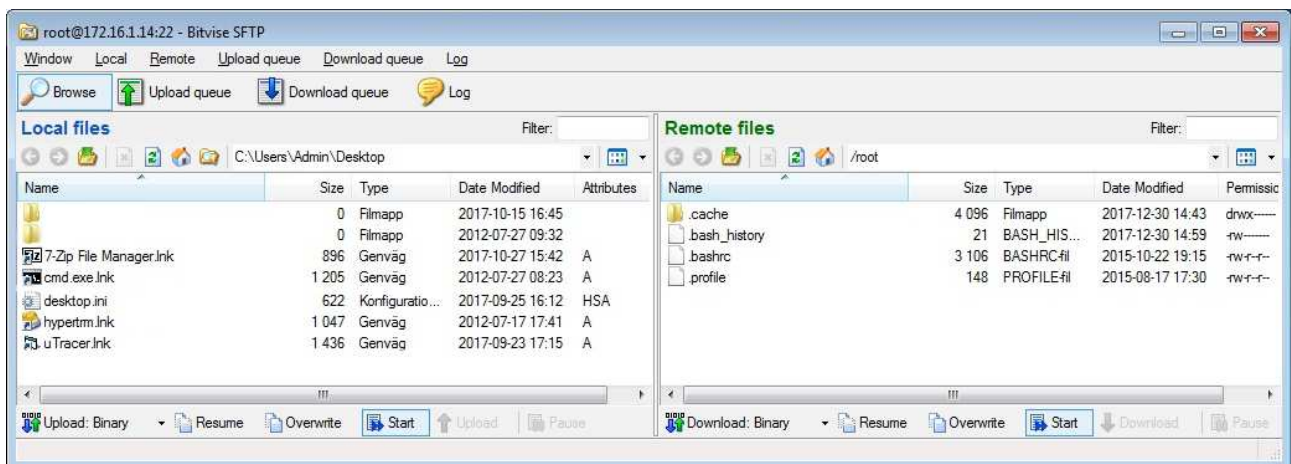 root@172.16.1.14:22 - Bitvise SFTP
Window Local Remote Upload queue Download queue Log
Browse Upload queue Download queue Log
Local files Filter:
C:\Users\Admin\Desktop
Name Size Type Date Modified Attributes
0 Filmapp 2017-10-15 16:45
0 Filmapp 2012-07-27 09:32
7-Zip File Manager.lnk 896 Genväg 2017-10-27 15:42 A
cmd.exe.lnk 1 205 Genväg 2012-07-27 08:23 A
desktop.ini 622 Konfiguratio... 2017-09-25 16:12 HSA
hypertrm.lnk 1 047 Genväg 2012-07-17 17:41 A
uTracer.lnk 1 436 Genväg 2017-09-23 17:15 A
Upload: Binary Resume Overwrite Start Upload Pause
Remote files Filter:
/root
Name Size Type Date Modified Permissic
.cache 4 096 Filmapp 2017-12-30 14:43 drwx------
.bash_history 21 BASH_HIS... 2017-12-30 14:59 -rw-------
.bashrc 3 106 BASHRC-fil 2015-10-22 19:15 -rw-r--r--
.profile 148 PROFILE-fil 2015-08-17 17:30 -rw-r--r--
Download: Binary Resume Overwrite Start Download Pause